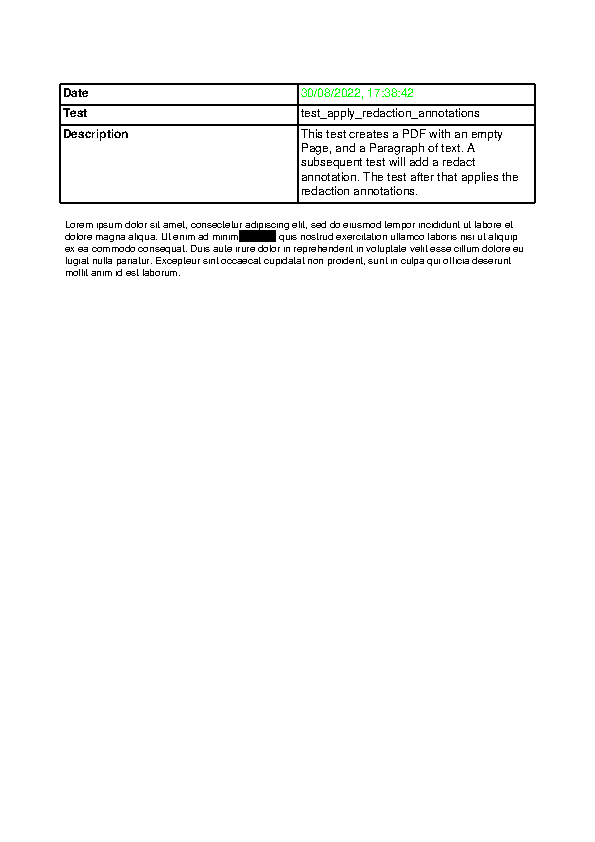 Date 30/08/2022, 17:38:42
Test test_apply_redaction_annotations
Description This test creates a PDF with an empty
Page, and a Paragraph of text. A
subsequent test will add a redact
annotation. The test after that applies the
redaction annotations.
Lorem ipsum dolor sit amet, consectetur adipiscing elit, sed do eiusmod tempor incididunt ut labore et
dolore magna aliqua. Ut enim ad minim quis nostrud exercitation ullamco laboris nisi ut aliquip
ex ea commodo consequat. Duis aute irure dolor in reprehenderit in voluptate velit esse cillum dolore eu
fugiat nulla pariatur. Excepteur sint occaecat cupidatat non proident, sunt in culpa qui officia deserunt
mollit anim id est laborum.